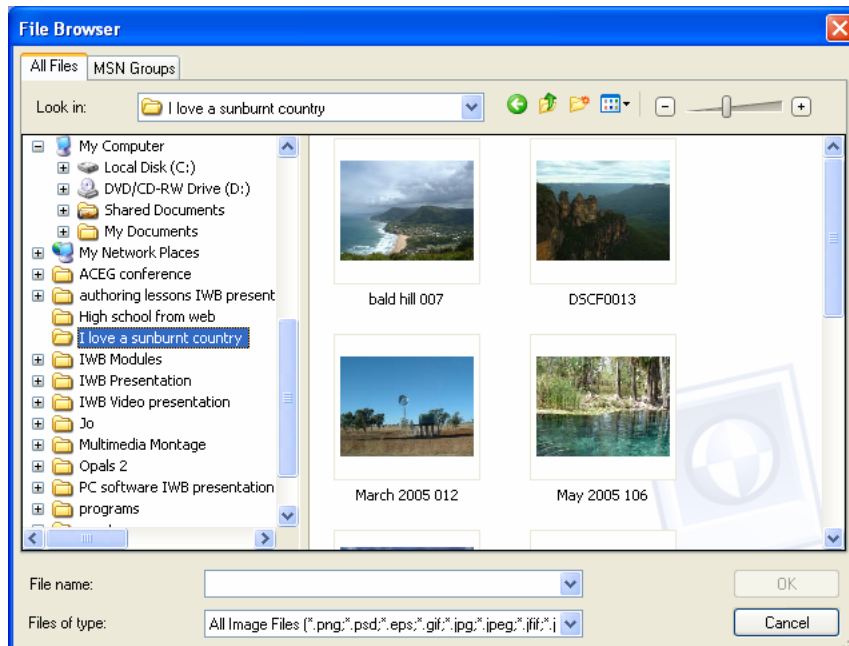 File Browser
All Files
MSN Groups
Look in:
I love a sunburnt country
My Computer
Local Disk (C:)
DVD/CD-RW Drive (D:)
Shared Documents
My Documents
My Network Places
ACEG conference
authoring lessons IWB present
High school from web
I love a sunburnt country
IWB Modules
IWB Presentation
IWB Video presentation
Jo
Multimedia Montage
Opals 2
PC software IWB presentation
programs
bald hill 007
DSCF0013
March 2005 012
May 2005 106
File name:
OK
Files of type:
All Image Files (*.png;*.psd;*.eps;*.gif;*.jpg;*.jpeg;*.jfif;*.j
Cancel